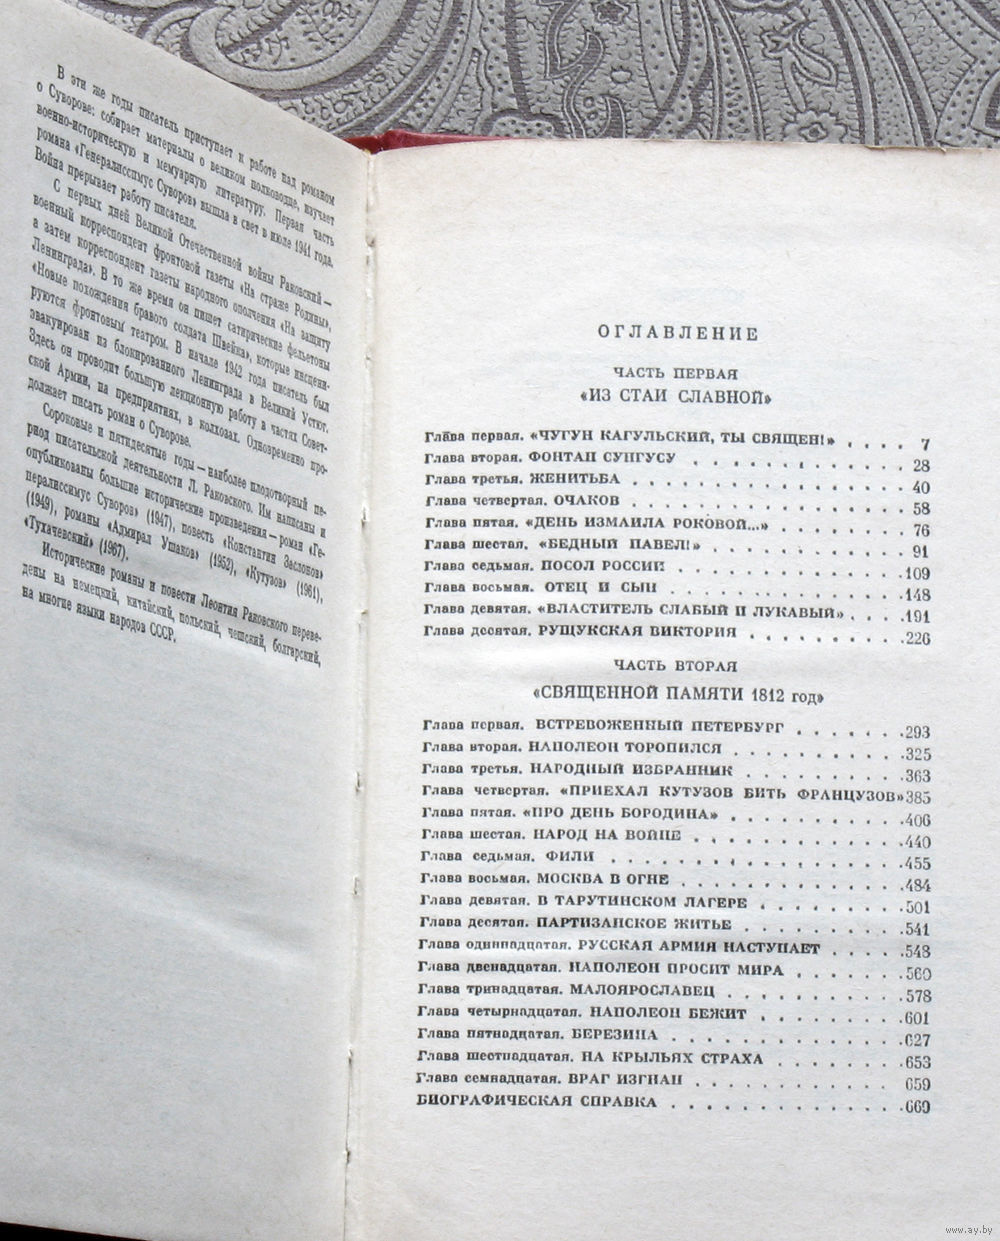 В эти же годы писатель приступает к работе над романом
о Суворове: собирает материалы о великом полководце, изучает
военно-историческую и мемуарную литературу. Первая часть
романа «Генералиссимус Суворов» вышла в свет в июле 1941 года.
Война прерывает работу писателя.
С первых дней Великой Отечественной войны Раковский —
военный корреспондент фронтовой газеты «На страже Родины»,
а затем корреспондент газеты народного ополчения «На защиту
Ленинграда». В то же время он пишет сатирические фельетоны
«Новые похождения бравого солдата Швейка», которые инсцени-
руются фронтовым театром. В начале 1942 года писатель был
эвакуирован из блокированного Ленинграда в Великий Устюг.
Здесь он проводит большую лекционную работу в частях Совет-
ской Армии, на предприятиях, в колхозах. Одновременно про-
должает писать роман о Суворове.
Сороковые и пятидесятые годы — наиболее плодотворный пе-
риод писательской деятельности Л. Раковского. Им написаны и
опубликованы большие исторические произведения — роман «Ге-
нералиссимус Суворов» (1947), повесть «Константин Заслонов»
(1949), романы «Адмирал Ушаков» (1952), «Кутузов» (1961),
«Тухачевский» (1967).
Исторические романы и повести Леонтия Раковского переве-
дены на немецкий, китайский, польский, чешский, болгарский,
на многие языки народов СССР.
ОГЛАВЛЕНИЕ
ЧАСТЬ ПЕРВАЯ
«ИЗ СТАИ СЛАВНОЙ»
Глава первая. «ЧУГУН КАГУЛЬСКИЙ, ТЫ СВЯЩЕН!» . . . . 7
Глава вторая. ФОНТАН СУНГУСУ . . . . . . . . . . 28
Глава третья. ЖЕНИТЬБА . . . . . . . . . . . . . 40
Глава четвертая. ОЧАКОВ . . . . . . . . . . . . . 58
Глава пятая. «ДЕНЬ ИЗМАИЛА РОКОВОЙ...» . . . . . . 76
Глава шестая. «БЕДНЫЙ ПАВЕЛ!» . . . . . . . . . 91
Глава седьмая. ПОСОЛ РОССИИ . . . . . . . . . . . 109
Глава восьмая. ОТЕЦ И СЫН . . . . . . . . . . . 148
Глава девятая. «ВЛАСТИТЕЛЬ СЛАБЫЙ И ЛУКАВЫЙ» . . . . 191
Глава десятая. РУЩУКСКАЯ ВИКТОРИЯ . . . . . . . . 226
ЧАСТЬ ВТОРАЯ
«СВЯЩЕННОЙ ПАМЯТИ 1812 год»
Глава первая. ВСТРЕВОЖЕННЫЙ ПЕТЕРБУРГ . . . . . . 293
Глава вторая. НАПОЛЕОН ТОРОПИЛСЯ . . . . . . . . 325
Глава третья. НАРОДНЫЙ ИЗБРАННИК . . . . . . . . 363
Глава четвертая. «ПРИЕХАЛ КУТУЗОВ БИТЬ ФРАНЦУЗОВ» 385
Глава пятая. «ПРО ДЕНЬ БОРОДИНА» . . . . . . . . 406
Глава шестая. НАРОД НА ВОЙНЕ . . . . . . . . . . 440
Глава седьмая. ФИЛИ . . . . . . . . . . . . . . 455
Глава восьмая. МОСКВА В ОГНЕ . . . . . . . . . . 484
Глава девятая. В ТАРУТИНСКОМ ЛАГЕРЕ . . . . . . . 501
Глава десятая. ПАРТИЗАНСКОЕ ЖИТЬЕ . . . . . . . . 541
Глава одиннадцатая. РУССКАЯ АРМИЯ НАСТУПАЕТ . . . . 548
Глава двенадцатая. НАПОЛЕОН ПРОСИТ МИРА . . . . . . 560
Глава тринадцатая. МАЛОЯРОСЛАВЕЦ . . . . . . . . . 578
Глава четырнадцатая. НАПОЛЕОН БЕЖИТ . . . . . . . 601
Глава пятнадцатая. БЕРЕЗИНА . . . . . . . . . . . 627
Глава шестнадцатая. НА КРЫЛЬЯХ СТРАХА . . . . . . . 653
Глава семнадцатая. ВРАГ ИЗГНАН . . . . . . . . . . 659
БИОГРАФИЧЕСКАЯ СПРАВКА . . . . . . . . . . . . 669
www.ay.by